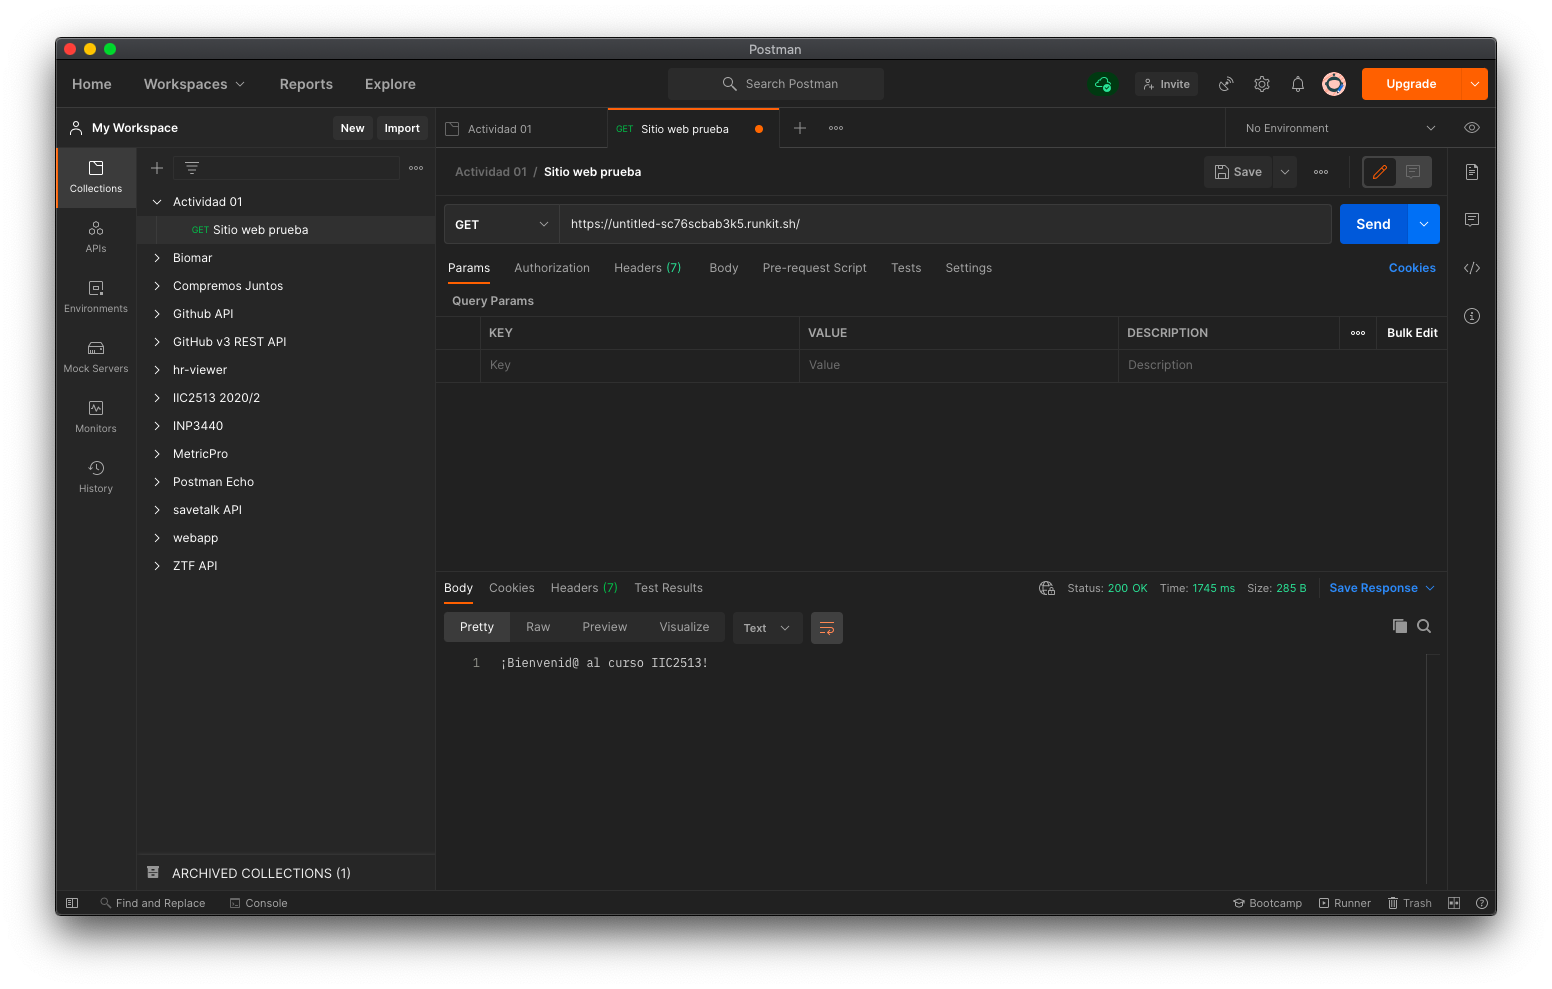 Postman
Home Workspaces Reports Explore Search Postman Invite Upgrade
My Workspace New Import Actividad 01 GET Sitio web prueba No Environment
Collections
APIs
Environments
Mock Servers
Monitors
History
Actividad 01
GET Sitio web prueba
Biomar
Compremos Juntos
Github API
GitHub v3 REST API
hr-viewer
IIC2513 2020/2
INP3440
MetricPro
Postman Echo
savetalk API
webapp
ZTF API
ARCHIVED COLLECTIONS (1)
Actividad 01 / Sitio web prueba Save
GET https://untitled-sc76scbab3k5.runkit.sh/ Send
Params Authorization Headers (7) Body Pre-request Script Tests Settings Cookies
Query Params
KEY VALUE DESCRIPTION Bulk Edit
Key Value Description
Body Cookies Headers (7) Test Results Status: 200 OK Time: 1745 ms Size: 285 B Save Response
Pretty Raw Preview Visualize Text
1 ¡Bienvenid@ al curso IIC2513!
Find and Replace Console Bootcamp Runner Trash